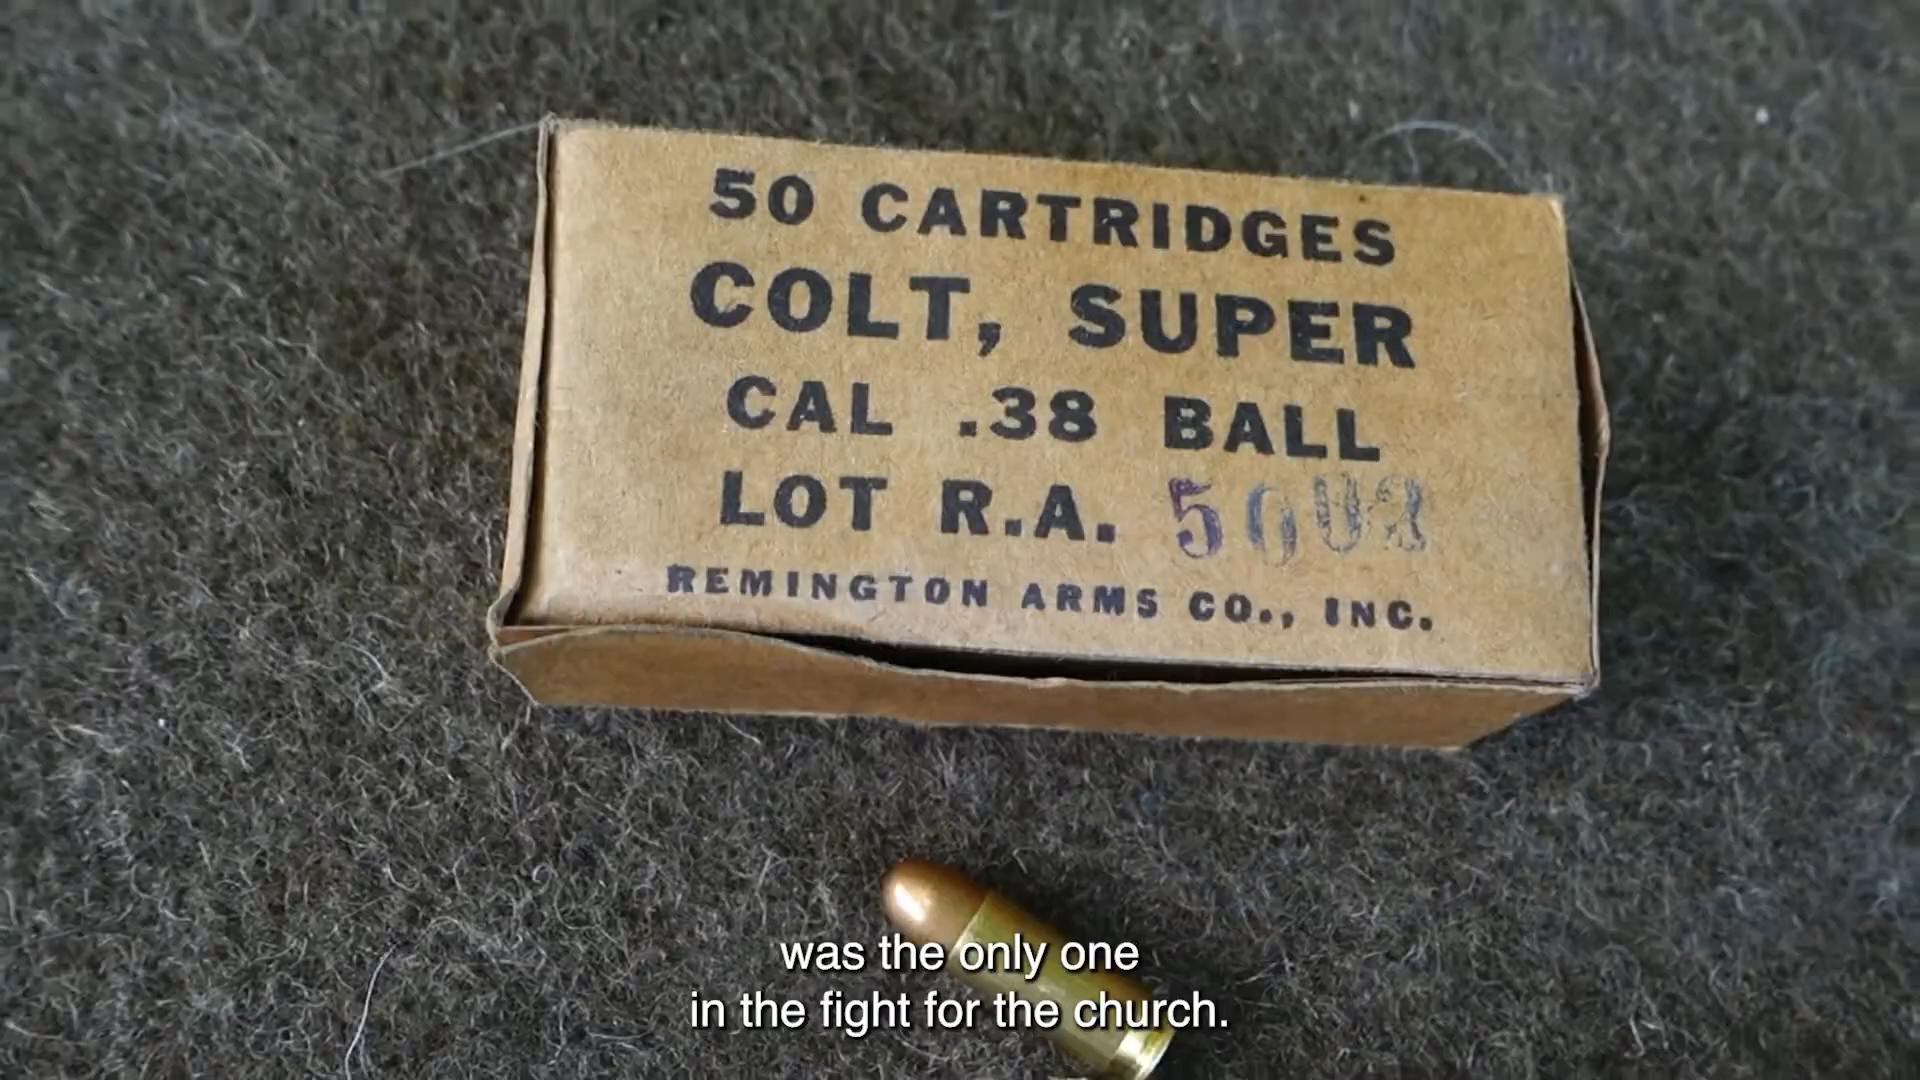 50 CARTRIDGES
COLT, SUPER
CAL .38 BALL
LOT R.A. 5002
REMINGTON ARMS CO., INC.
was the only one
in the fight for the church.